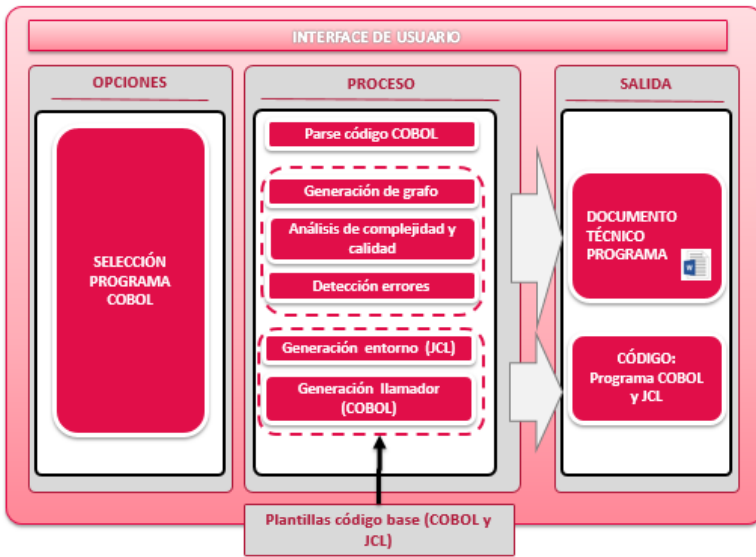 INTERFACE DE USUARIO
OPCIONES
SELECCIÓN
PROGRAMA
COBOL
PROCESO
Parse código COBOL
Generación de grafo
Análisis de complejidad y
calidad
Detección errores
Generación entorno (JCL)
Generación llamador
(COBOL)
Plantillas código base (COBOL y
JCL)
SALIDA
DOCUMENTO
TÉCNICO
PROGRAMA
W
CÓDIGO:
Programa COBOL
y JCL